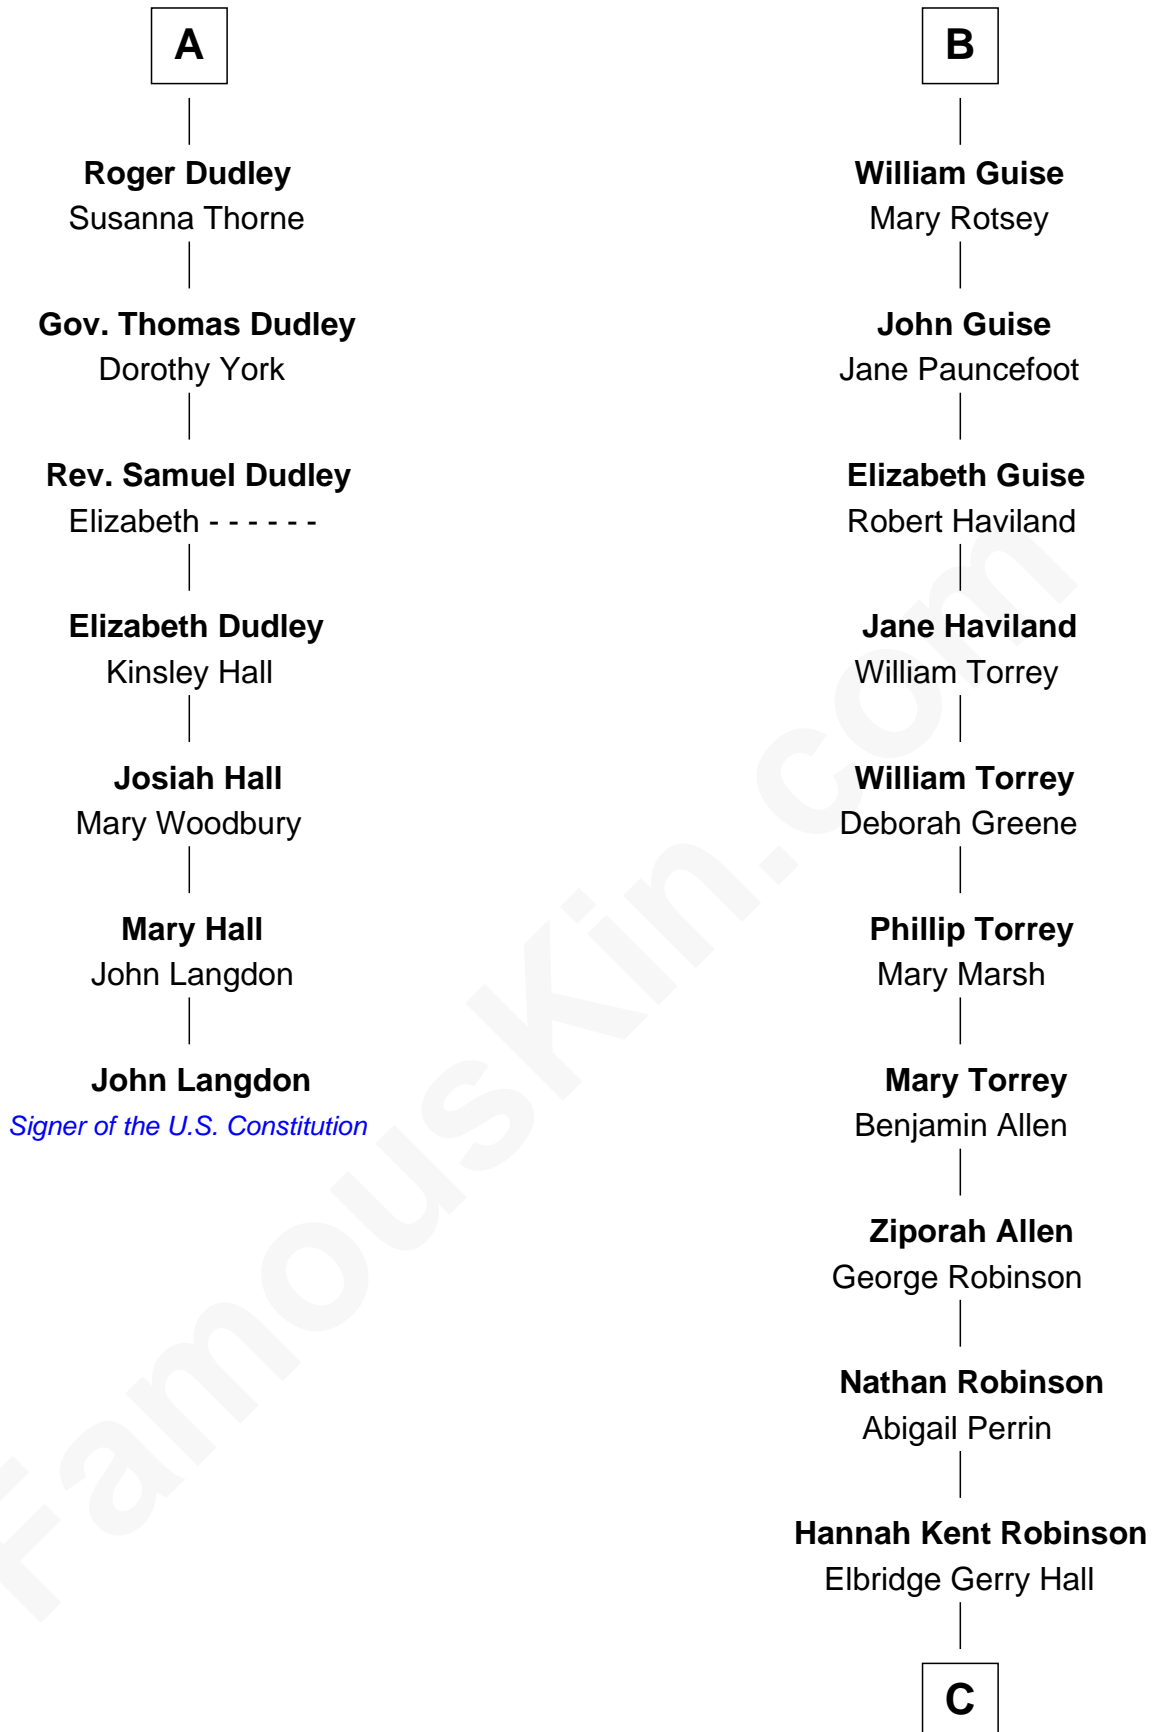 A
Roger Dudley
Susanna Thorne
Gov. Thomas Dudley
Dorothy York
Rev. Samuel Dudley
Elizabeth - - - - - -
Elizabeth Dudley
Kinsley Hall
Josiah Hall
Mary Woodbury
Mary Hall
John Langdon
John Langdon
Signer of the U.S. Constitution
B
William Guise
Mary Rotsey
John Guise
Jane Pauncefoot
Elizabeth Guise
Robert Haviland
Jane Haviland
William Torrey
William Torrey
Deborah Greene
Phillip Torrey
Mary Marsh
Mary Torrey
Benjamin Allen
Ziporah Allen
George Robinson
Nathan Robinson
Abigail Perrin
Hannah Kent Robinson
Elbridge Gerry Hall
C
FamousKin.com